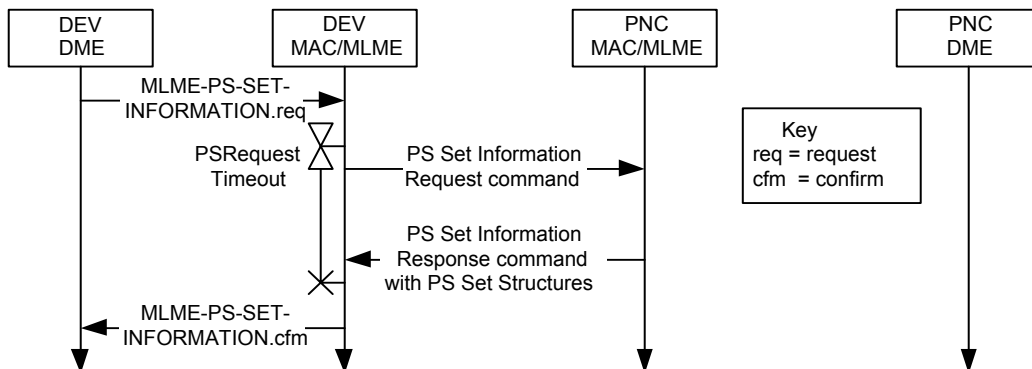 DEV
DME
DEV
MAC/MLME
PNC
MAC/MLME
PNC
DME
MLME-PS-SET-
INFORMATION.req
PSRequest
Timeout
PS Set Information
Request command
Key
req = request
cfm = confirm
PS Set Information
Response command
with PS Set Structures
MLME-PS-SET-
INFORMATION.cfm